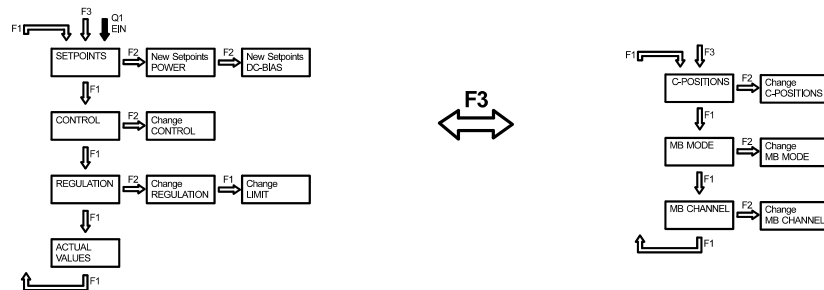 F1
F3
Q1
EIN
SETPOINTS
F2
New Setpoints
POWER
F2
New Setpoints
DC-BIAS
F1
CONTROL
F2
Change
CONTROL
F1
REGULATION
F2
Change
REGULATION
F1
Change
LIMIT
F1
ACTUAL
VALUES
F1
F3
F1
F3
C-POSITIONS
F2
Change
C-POSITIONS
F1
MB MODE
F2
Change
MB MODE
F1
MB CHANNEL
F2
Change
MB CHANNEL
F1